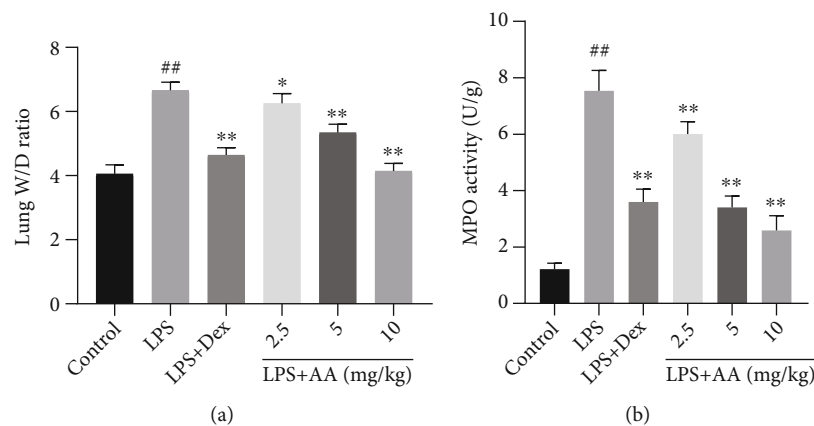 Lung W/D ratio
8
6
4
2
0
##
**
*
**
**
Control
LPS
LPS+Dex
2.5
5
10
LPS+AA (mg/kg)
(a)
MPO activity (U/g)
10
8
6
4
2
0
##
**
**
**
**
Control
LPS
LPS+Dex
2.5
5
10
LPS+AA (mg/kg)
(b)